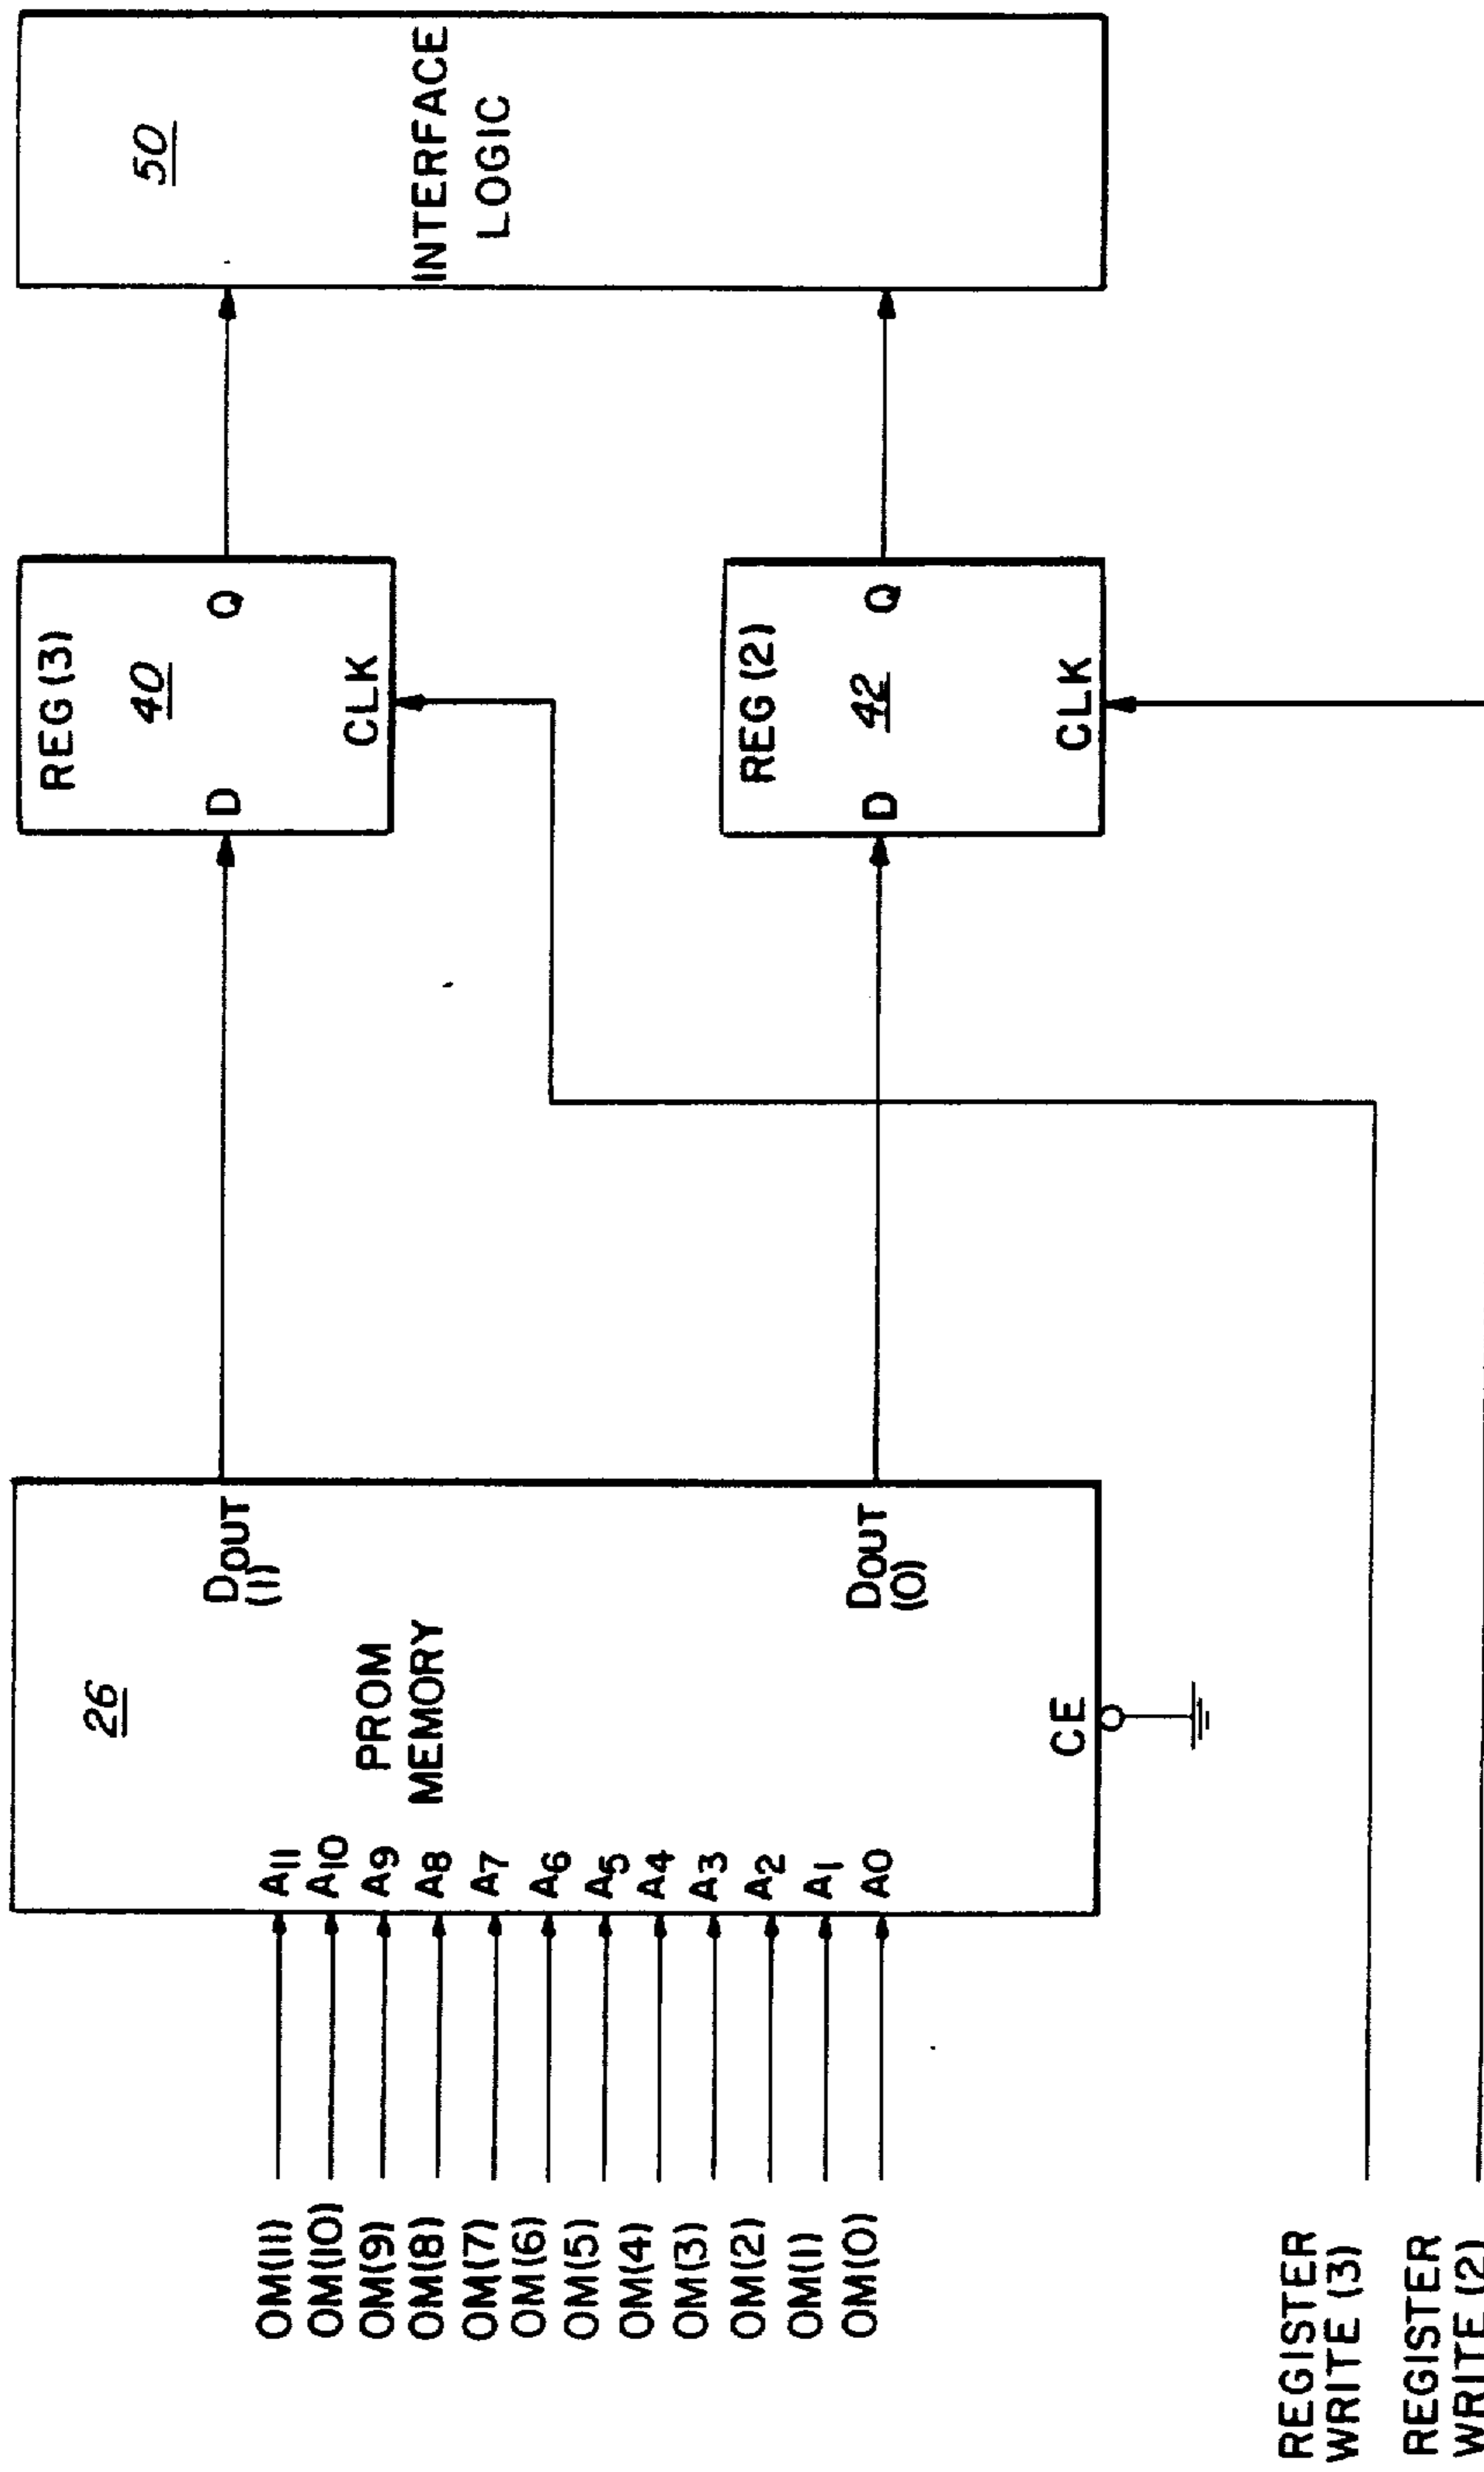 OM(11)
OM(10)
OM(9)
OM(8)
OM(7)
OM(6)
OM(5)
OM(4)
OM(3)
OM(2)
OM(1)
OM(0)
REGISTER
WRITE (3)
REGISTER
WRITE (2)
26
A11
A10
A9
A8
A7
A6
A5
A4
A3
A2
A1
A0
PROM
MEMORY
DOUT
(1)
DOUT
(0)
CE
REG (3)
40
D
Q
CLK
REG (2)
42
D
Q
CLK
50
INTERFACE
LOGIC